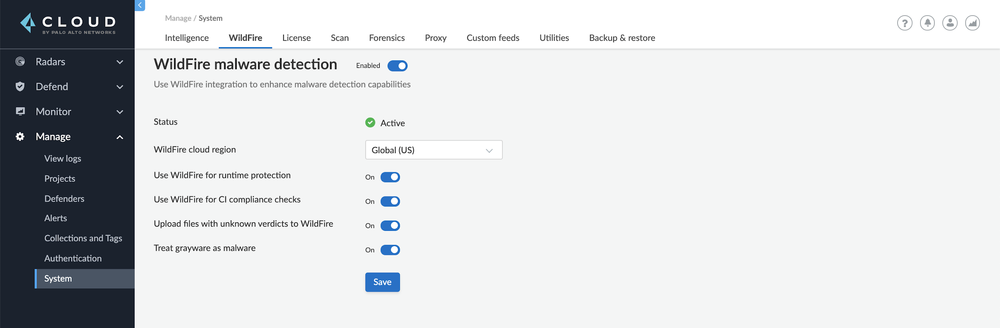 CLOUD
BY PALO ALTO NETWORKS
Radars
Defend
Monitor
Manage
View logs
Projects
Defenders
Alerts
Collections and Tags
Authentication
System
Manage / System
Intelligence WildFire License Scan Forensics Proxy Custom feeds Utilities Backup & restore
WildFire malware detection Enabled
Use WildFire integration to enhance malware detection capabilities
Status Active
WildFire cloud region Global (US)
Use WildFire for runtime protection On
Use WildFire for CI compliance checks On
Upload files with unknown verdicts to WildFire On
Treat grayware as malware On
Save